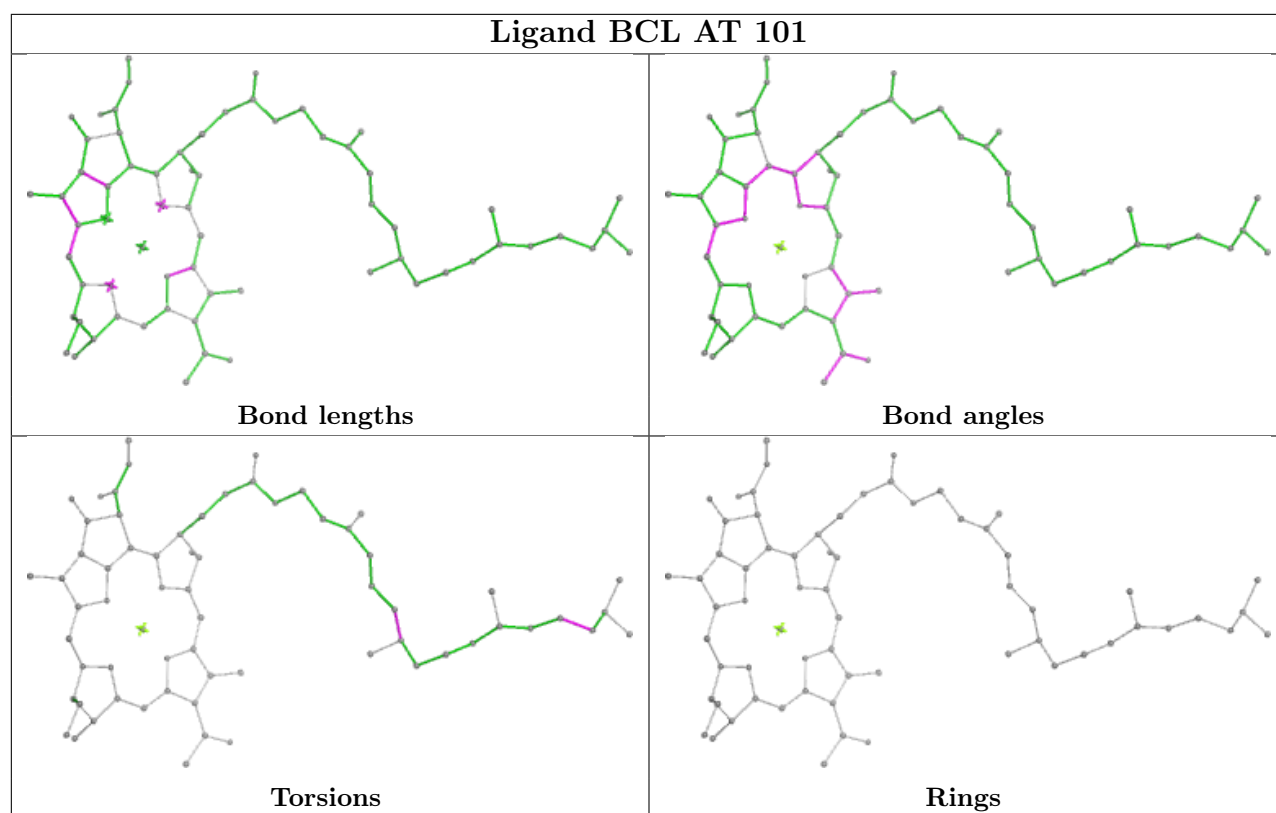 Ligand BCL AT 101
Bond lengths
Bond angles
Torsions
Rings